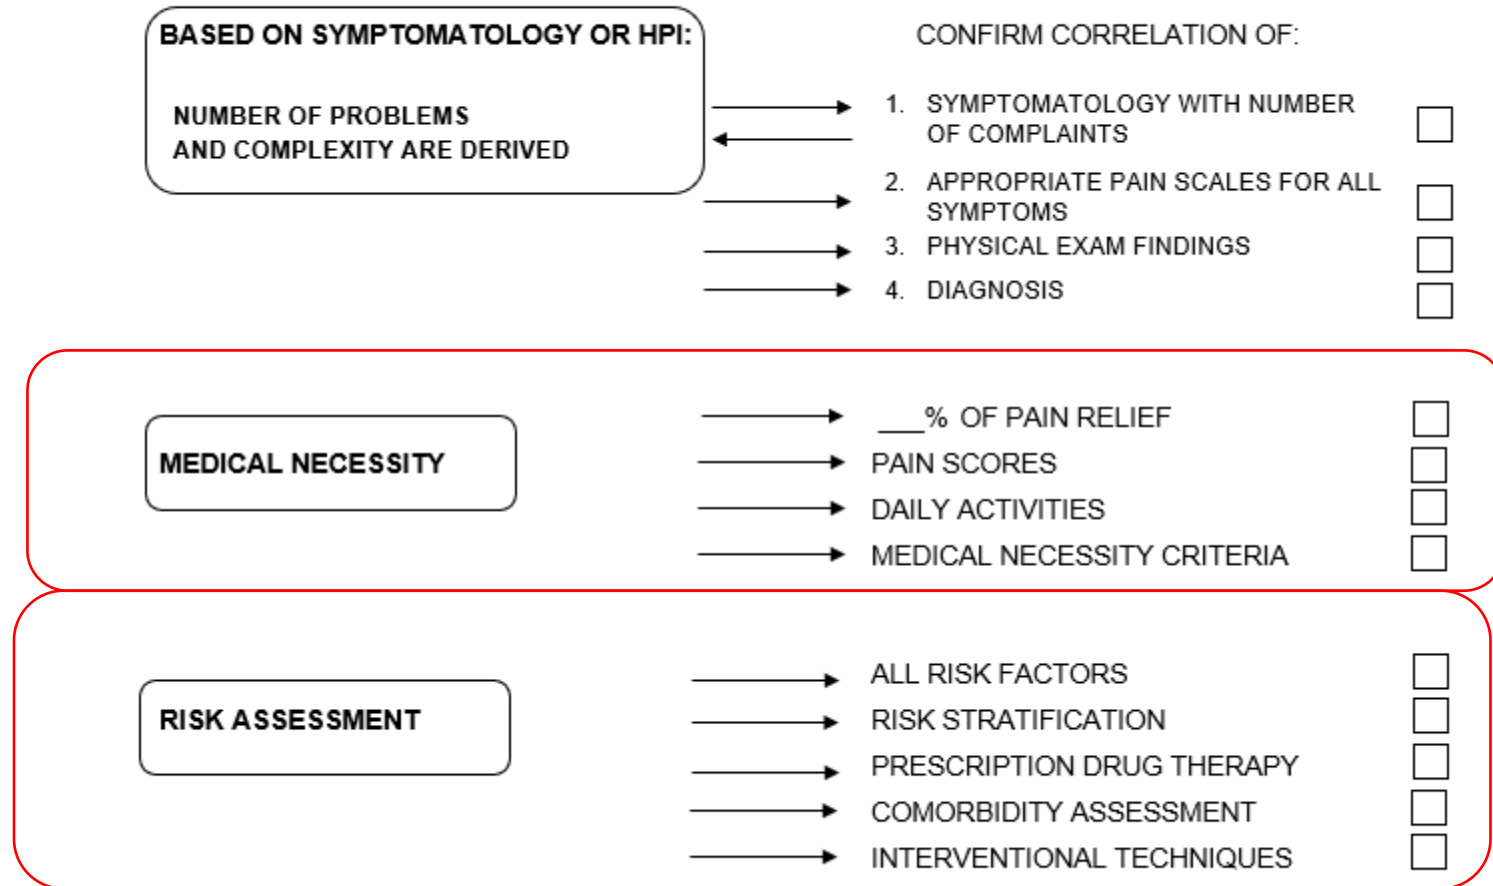 BASED ON SYMPTOMATOLOGY OR HPI:
NUMBER OF PROBLEMS
AND COMPLEXITY ARE DERIVED
CONFIRM CORRELATION OF:
1. SYMPTOMATOLOGY WITH NUMBER
OF COMPLAINTS
2. APPROPRIATE PAIN SCALES FOR ALL
SYMPTOMS
3. PHYSICAL EXAM FINDINGS
4. DIAGNOSIS
MEDICAL NECESSITY
___% OF PAIN RELIEF
PAIN SCORES
DAILY ACTIVITIES
MEDICAL NECESSITY CRITERIA
RISK ASSESSMENT
ALL RISK FACTORS
RISK STRATIFICATION
PRESCRIPTION DRUG THERAPY
COMORBIDITY ASSESSMENT
INTERVENTIONAL TECHNIQUES